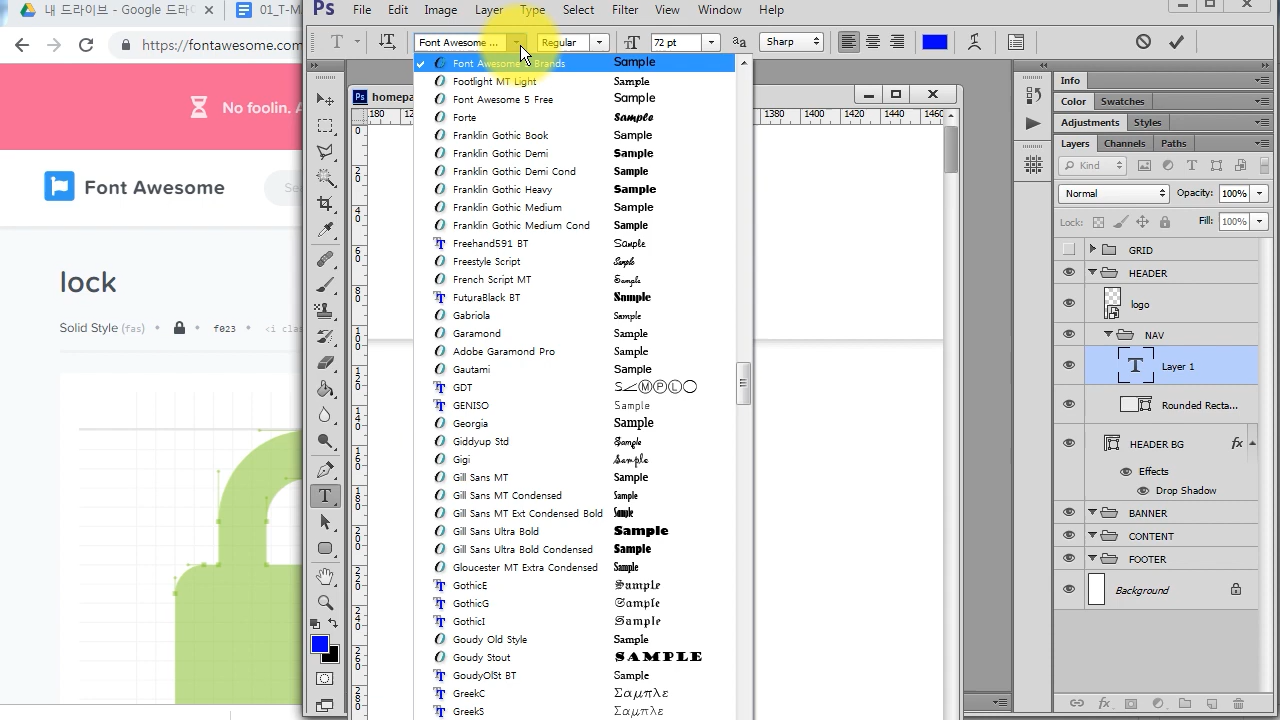 내 드라이브 - Google 드라
01_T-M
Ps File Edit Image Layer Type Select Filter View Window Help
https://fontawesome.com
T Font Awesome ... Regular 72 pt aa Sharp
No foolin. A
Font Awesome
lock
Solid Style (fas) • • f023 • <i clas
Ps homepa
180 1380 1400 1420 1440 1460
Font Awesome 5 Brands Sample
Footlight MT Light Sample
Font Awesome 5 Free Sample
Forte Sample
Franklin Gothic Book Sample
Franklin Gothic Demi Sample
Franklin Gothic Demi Cond Sample
Franklin Gothic Heavy Sample
Franklin Gothic Medium Sample
Franklin Gothic Medium Cond Sample
Freehand591 BT Sample
Freestyle Script Sample
French Script MT Sample
FuturaBlack BT Sample
Gabriola Sample
Garamond Sample
Adobe Garamond Pro Sample
Gautami Sample
GDT
GENISO Sample
Georgia Sample
Giddyup Std Sample
Gigi Sample
Gill Sans MT Sample
Gill Sans MT Condensed Sample
Gill Sans MT Ext Condensed Bold Sample
Gill Sans Ultra Bold Sample
Gill Sans Ultra Bold Condensed Sample
Gloucester MT Extra Condensed Sample
GothicE Sample
GothicG Sample
GothicI Sample
Goudy Old Style Sample
Goudy Stout SAMPLE
GoudyOlSt BT Sample
GreekC Σαμπλε
GreekS Σαμπλε
Info
Color Swatches
Adjustments Styles
Layers Channels Paths
Kind
Normal Opacity: 100%
Lock: Fill: 100%
GRID
HEADER
logo
NAV
T Layer 1
Rounded Recta...
HEADER BG fx
Effects
Drop Shadow
BANNER
CONTENT
FOOTER
Background